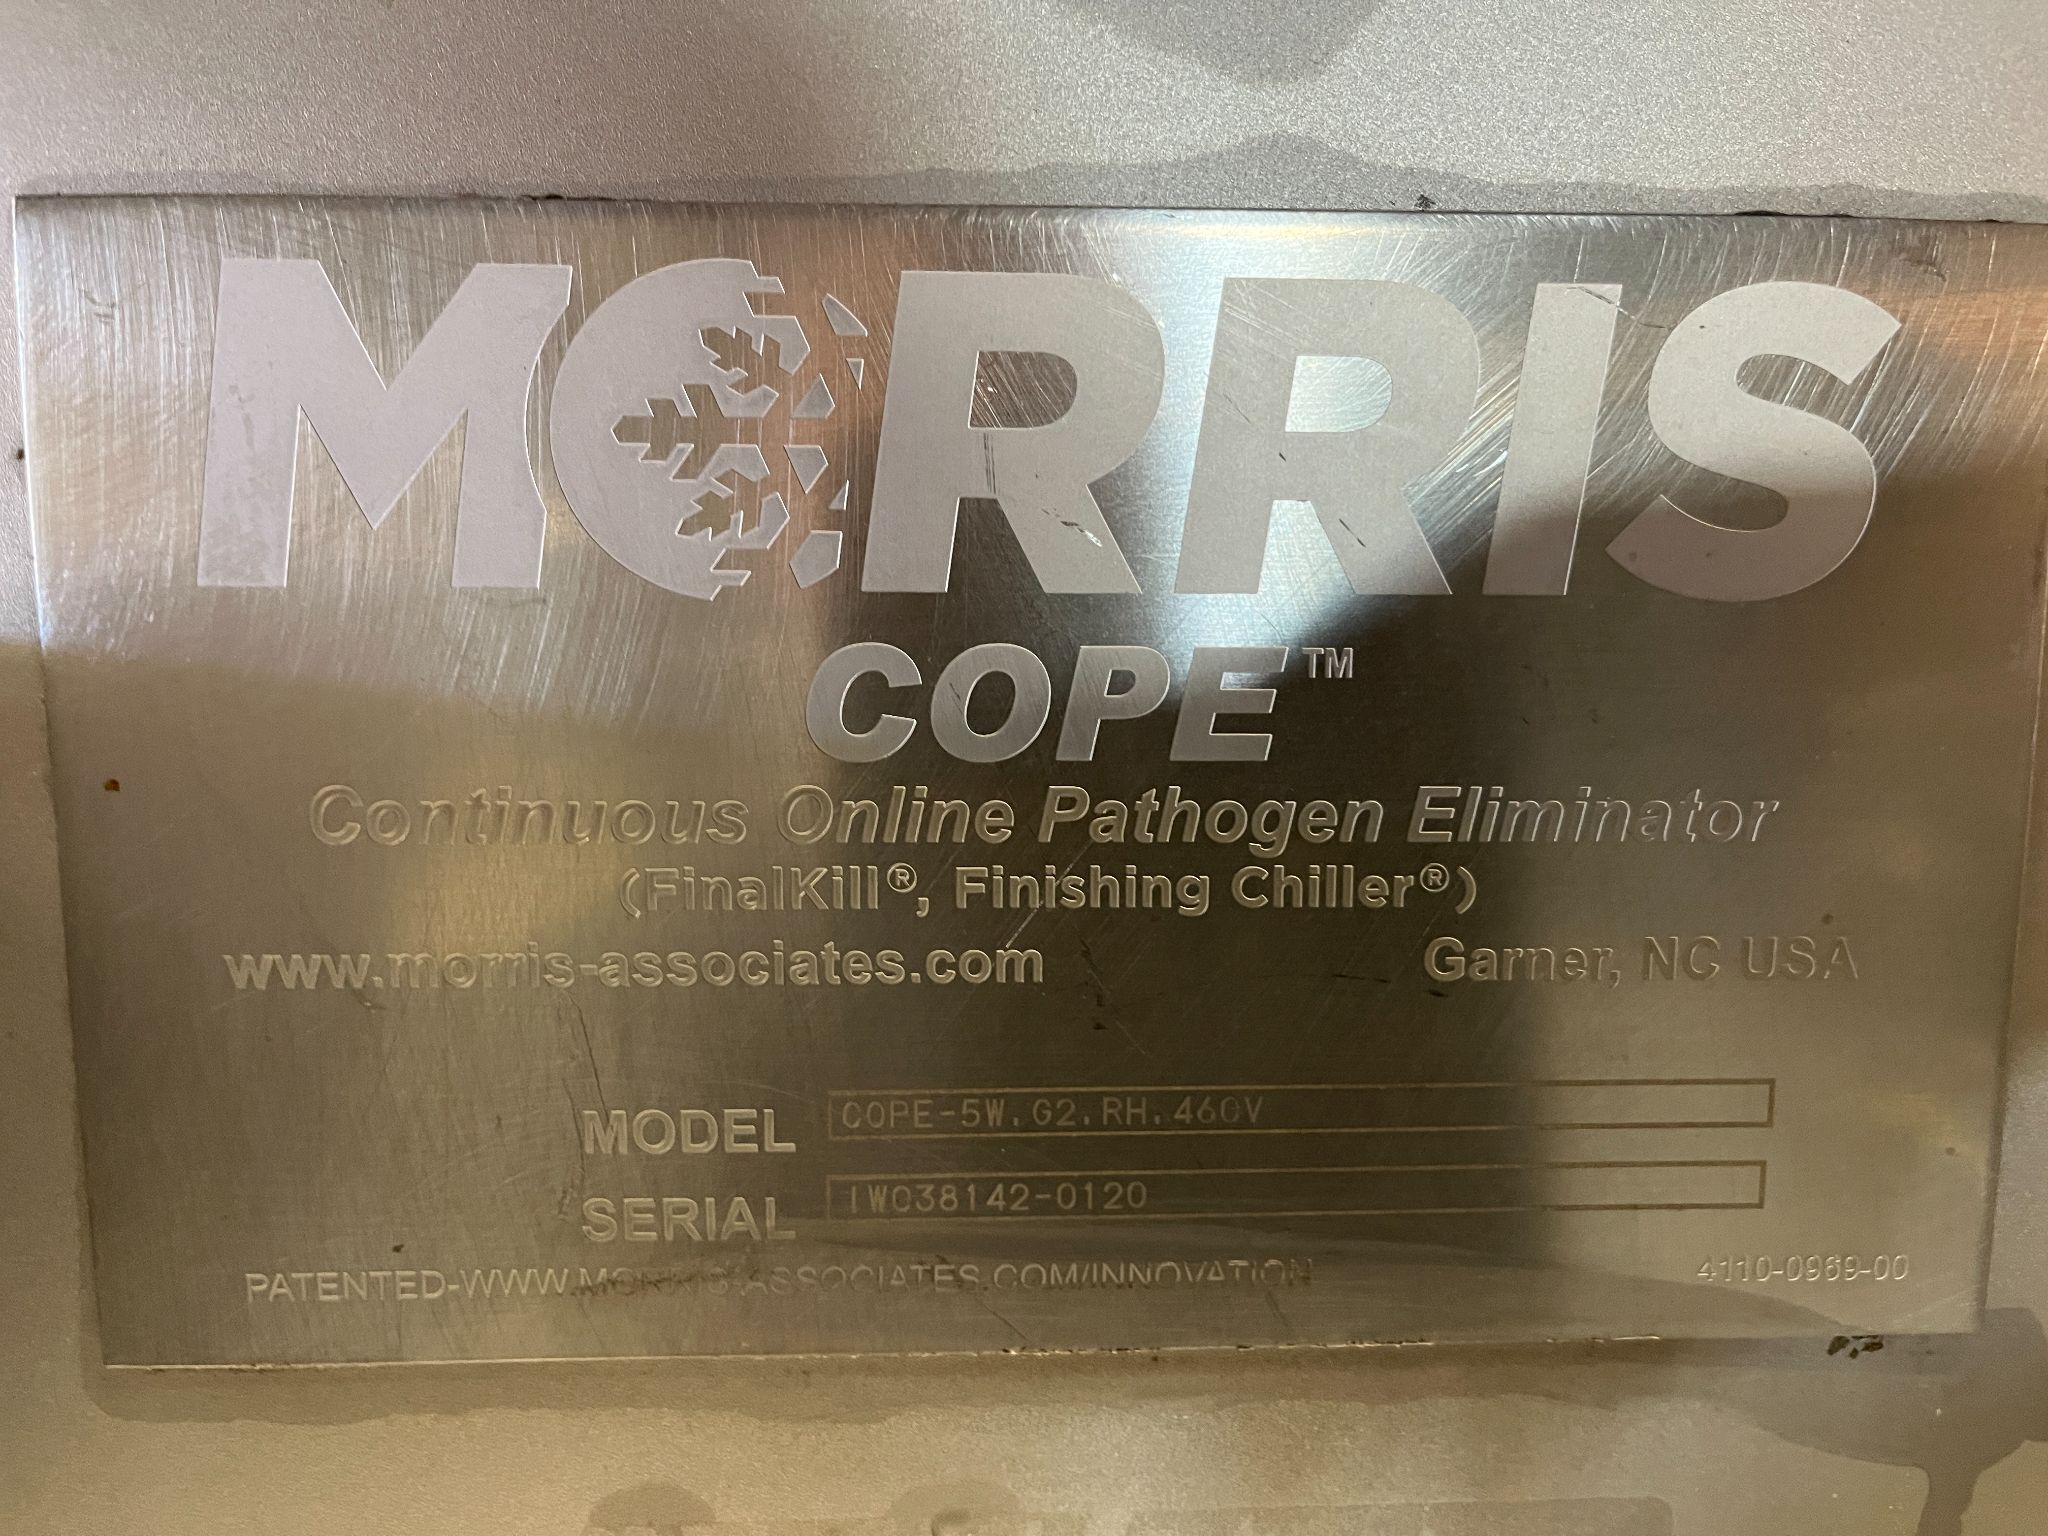 MORRIS
COPE™
Continuous Online Pathogen Eliminator
(FinalKill®, Finishing Chiller®)
www.morris-associates.com Garner, NC USA
MODEL COPE-5W.G2.RH.460V
SERIAL IW038142-0120
PATENTED-WWW.MORRIS-ASSOCIATES.COM/INNOVATION 4110-0969-00